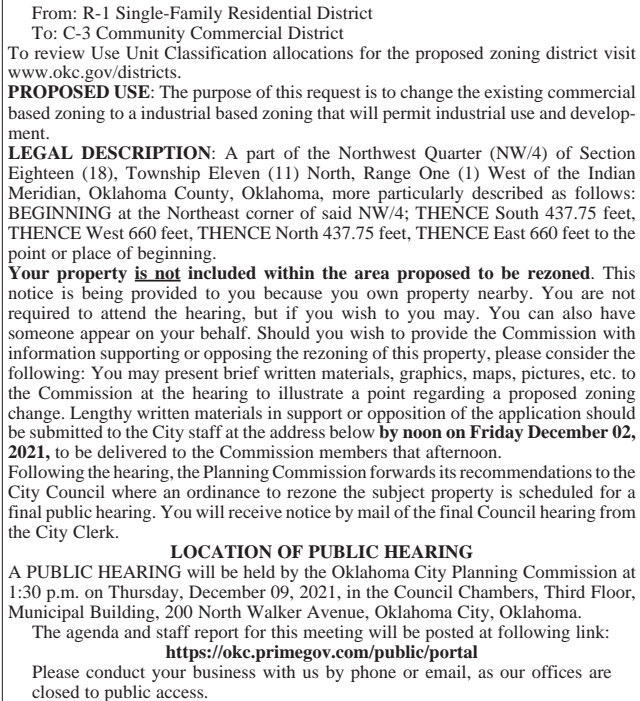 From: R-1 Single-Family Residential District
To: C-3 Community Commercial District
To review Use Unit Classification allocations for the proposed zoning district visit
www.okc.gov/districts.
PROPOSED USE: The purpose of this request is to change the existing commercial
based zoning to a industrial based zoning that will permit industrial use and develop-
ment.
LEGAL DESCRIPTION: A part of the Northwest Quarter (NW/4) of Section
Eighteen (18), Township Eleven (11) North, Range One (1) West of the Indian
Meridian, Oklahoma County, Oklahoma, more particularly described as follows:
BEGINNING at the Northeast corner of said NW/4; THENCE South 437.75 feet,
THENCE West 660 feet, THENCE North 437.75 feet, THENCE East 660 feet to the
point or place of beginning.
Your property is not included within the area proposed to be rezoned. This
notice is being provided to you because you own property nearby. You are not
required to attend the hearing, but if you wish to you may. You can also have
someone appear on your behalf. Should you wish to provide the Commission with
information supporting or opposing the rezoning of this property, please consider the
following: You may present brief written materials, graphics, maps, pictures, etc. to
the Commission at the hearing to illustrate a point regarding a proposed zoning
change. Lengthy written materials in support or opposition of the application should
be submitted to the City staff at the address below by noon on Friday December 02,
2021, to be delivered to the Commission members that afternoon.
Following the hearing, the Planning Commission forwards its recommendations to the
City Council where an ordinance to rezone the subject property is scheduled for a
final public hearing. You will receive notice by mail of the final Council hearing from
the City Clerk.
LOCATION OF PUBLIC HEARING
A PUBLIC HEARING will be held by the Oklahoma City Planning Commission at
1:30 p.m. on Thursday, December 09, 2021, in the Council Chambers, Third Floor,
Municipal Building, 200 North Walker Avenue, Oklahoma City, Oklahoma.
The agenda and staff report for this meeting will be posted at following link:
https://okc.primegov.com/public/portal
Please conduct your business with us by phone or email, as our offices are
closed to public access.